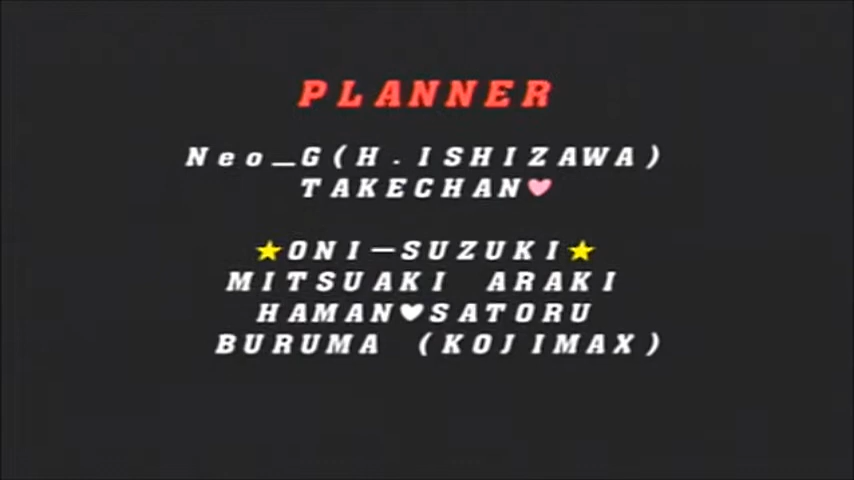 PLANNER
Neo_G(H.ISHIZAWA)
TAKECHAN♥
★ONI-SUZUKI★
MITSUAKI ARAKI
HAMAN♥SATORU
BURUMA (KOJIMAX)